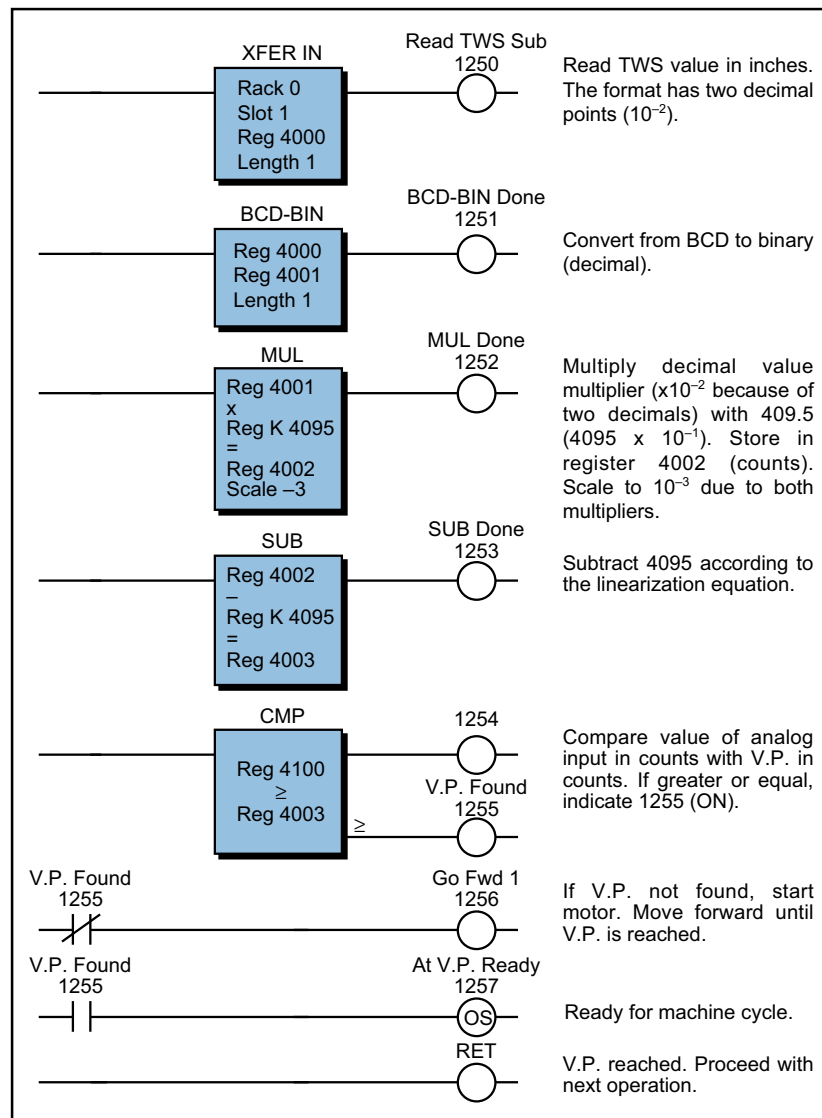 XFER IN
Read TWS Sub
1250
Rack 0
Slot 1
Reg 4000
Length 1
Read TWS value in inches.
The format has two decimal
points (10⁻²).
BCD-BIN
BCD-BIN Done
1251
Reg 4000
Reg 4001
Length 1
Convert from BCD to binary
(decimal).
MUL
MUL Done
1252
Reg 4001
x
Reg K 4095
=
Reg 4002
Scale –3
Multiply decimal value
multiplier (x10⁻² because of
two decimals) with 409.5
(4095 x 10⁻¹). Store in
register 4002 (counts).
Scale to 10⁻³ due to both
multipliers.
SUB
SUB Done
1253
Reg 4002
–
Reg K 4095
=
Reg 4003
Subtract 4095 according to
the linearization equation.
CMP
1254
Reg 4100
≥
Reg 4003
V.P. Found
1255
≥
Compare value of analog
input in counts with V.P. in
counts. If greater or equal,
indicate 1255 (ON).
V.P. Found
1255
Go Fwd 1
1256
If V.P. not found, start
motor. Move forward until
V.P. is reached.
V.P. Found
1255
At V.P. Ready
1257
OS
Ready for machine cycle.
RET
V.P. reached. Proceed with
next operation.